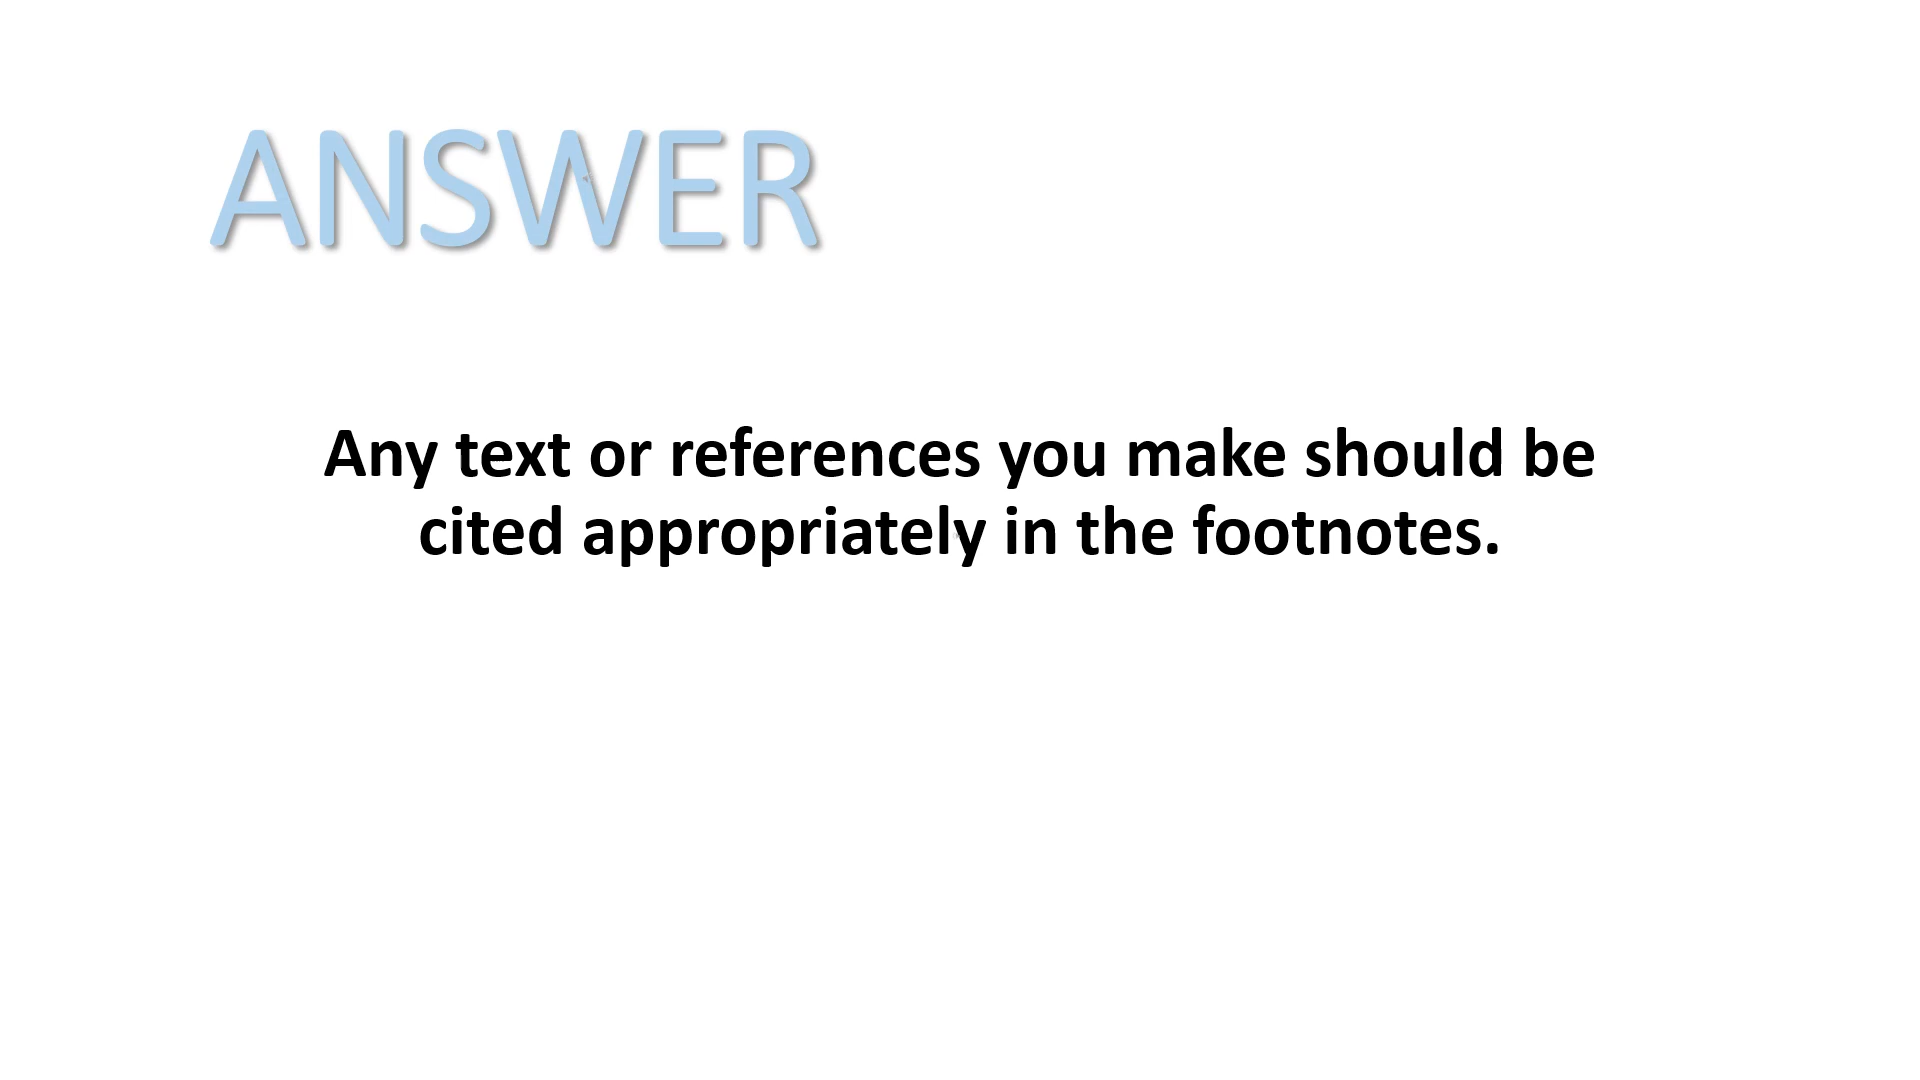 ANSWER
Any text or references you make should be
cited appropriately in the footnotes.